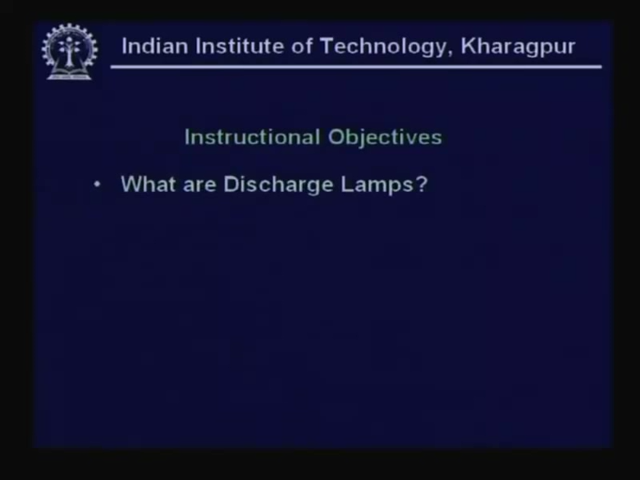 Indian Institute of Technology, Kharagpur
Instructional Objectives
• What are Discharge Lamps?